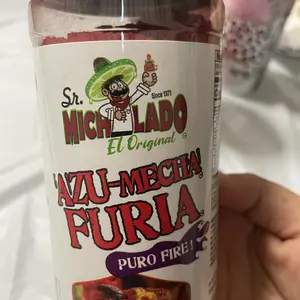 Sr.
Since 1971
MICHELADO
El Original
¡AZU-MECHA!
FURIA
PURO FIRE!